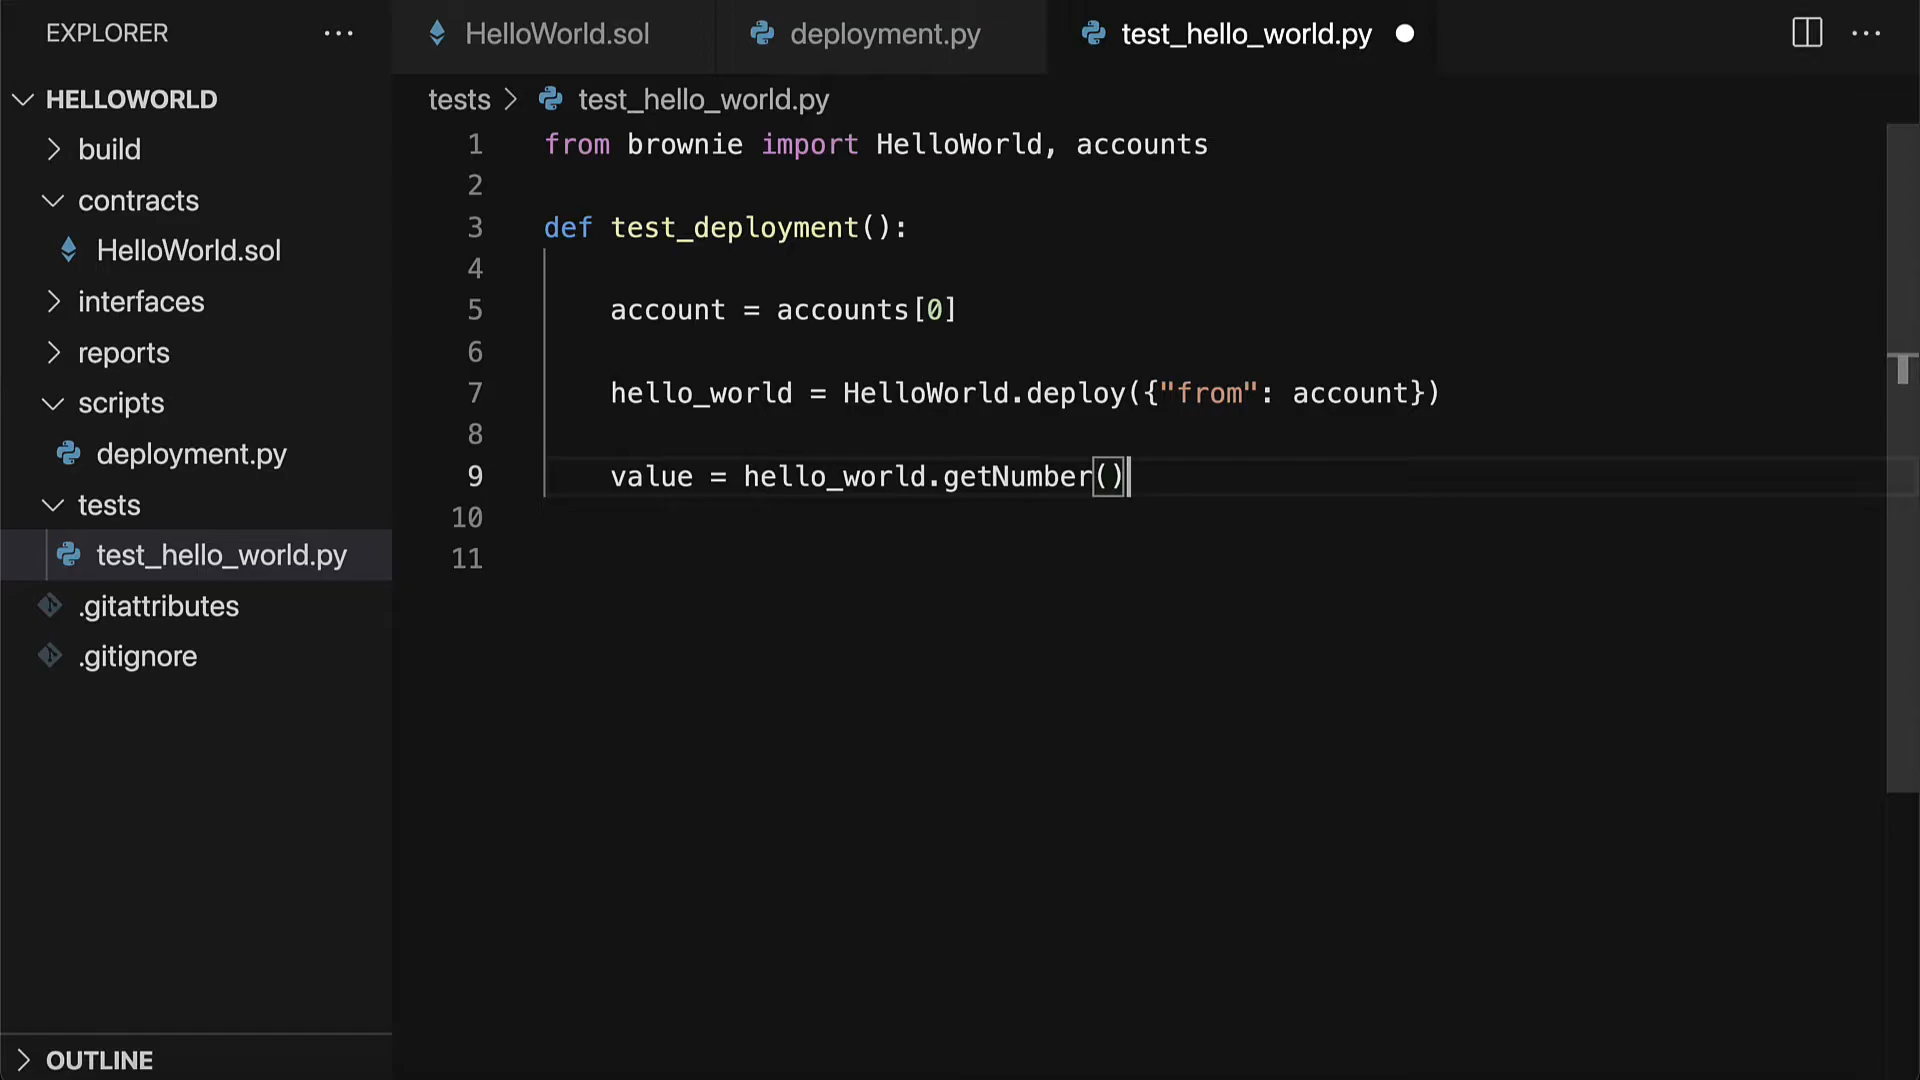 EXPLORER ...
HelloWorld.sol
deployment.py
test_hello_world.py
...
HELLOWORLD
build
contracts
HelloWorld.sol
interfaces
reports
scripts
deployment.py
tests
test_hello_world.py
.gitattributes
.gitignore
OUTLINE
tests > test_hello_world.py
1 from brownie import HelloWorld, accounts
2
3 def test_deployment():
4
5 account = accounts[0]
6
7 hello_world = HelloWorld.deploy({"from": account})
8
9 value = hello_world.getNumber()
10
11